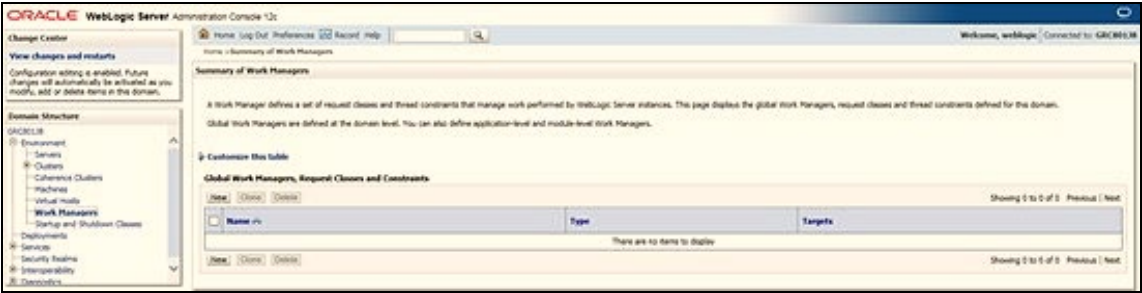 ORACLE WebLogic Server Administration Console 12c
Change Center
View changes and restarts
Configuration editing is enabled. Future
changes will automatically be activated as you
modify, add or delete items in this domain.
Domain Structure
GRC801JB
Environment
Servers
Clusters
Coherence Clusters
Machines
Virtual Hosts
Work Managers
Startup and Shutdown Classes
Deployments
Services
Security Realms
Interoperability
Diagnostics
Home Log Out Preferences Record Help
Welcome, weblogic Connected to: GRC801JB
Home >Summary of Work Managers
Summary of Work Managers
A Work Manager defines a set of request classes and thread constraints that manage work performed by WebLogic Server instances. This page displays the global Work Managers, request classes and thread constraints defined for this domain.
Global Work Managers are defined at the domain level. You can also define application-level and module-level Work Managers.
Customize this table
Global Work Managers, Request Classes and Constraints
New Clone Delete Showing 0 to 0 of 0 Previous | Next
Name Type Targets
There are no items to display
New Clone Delete Showing 0 to 0 of 0 Previous | Next